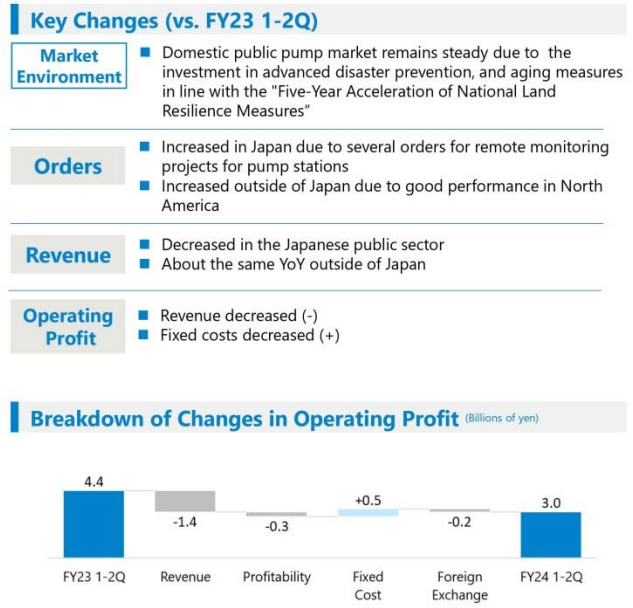 Key Changes (vs. FY23 1-2Q)
Market
Environment
■ Domestic public pump market remains steady due to the
investment in advanced disaster prevention, and aging measures
in line with the "Five-Year Acceleration of National Land
Resilience Measures"
Orders
■ Increased in Japan due to several orders for remote monitoring
projects for pump stations
■ Increased outside of Japan due to good performance in North
America
Revenue
■ Decreased in the Japanese public sector
■ About the same YoY outside of Japan
Operating
Profit
■ Revenue decreased (-)
■ Fixed costs decreased (+)
Breakdown of Changes in Operating Profit (Billions of yen)
4.4
-1.4
-0.3
+0.5
-0.2
3.0
FY23 1-2Q
Revenue
Profitability
Fixed
Cost
Foreign
Exchange
FY24 1-2Q